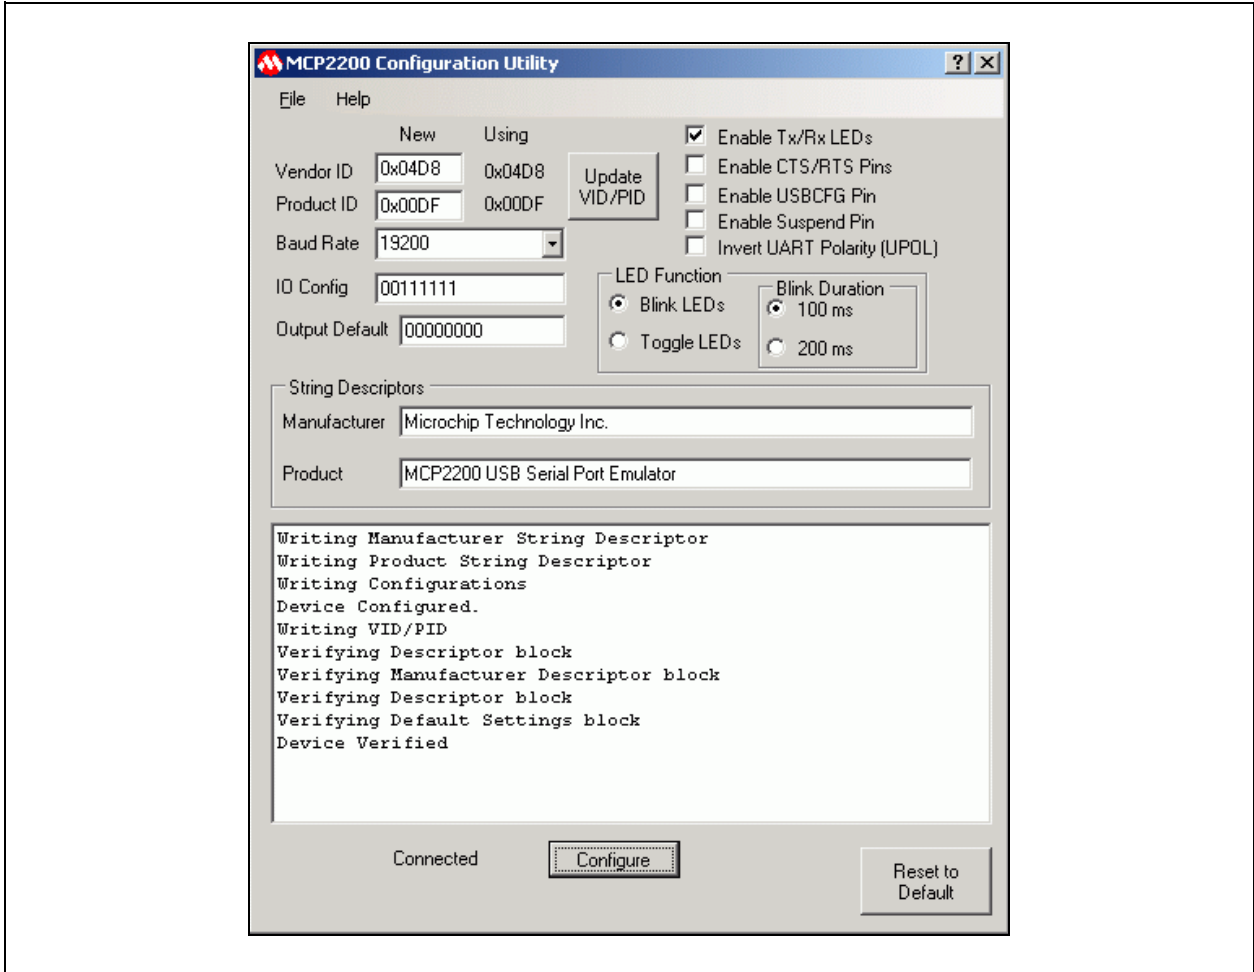 MCP2200 Configuration Utility
File Help
New Using
Vendor ID 0x04D8 0x04D8
Product ID 0x00DF 0x00DF
Update
VID/PID
Baud Rate 19200
IO Config 00111111
Output Default 00000000
Enable Tx/Rx LEDs
Enable CTS/RTS Pins
Enable USBCFG Pin
Enable Suspend Pin
Invert UART Polarity (UPOL)
LED Function
Blink LEDs
Toggle LEDs
Blink Duration
100 ms
200 ms
String Descriptors
Manufacturer Microchip Technology Inc.
Product MCP2200 USB Serial Port Emulator
Writing Manufacturer String Descriptor
Writing Product String Descriptor
Writing Configurations
Device Configured.
Writing VID/PID
Verifying Descriptor block
Verifying Manufacturer Descriptor block
Verifying Descriptor block
Verifying Default Settings block
Device Verified
Connected
Configure
Reset to
Default